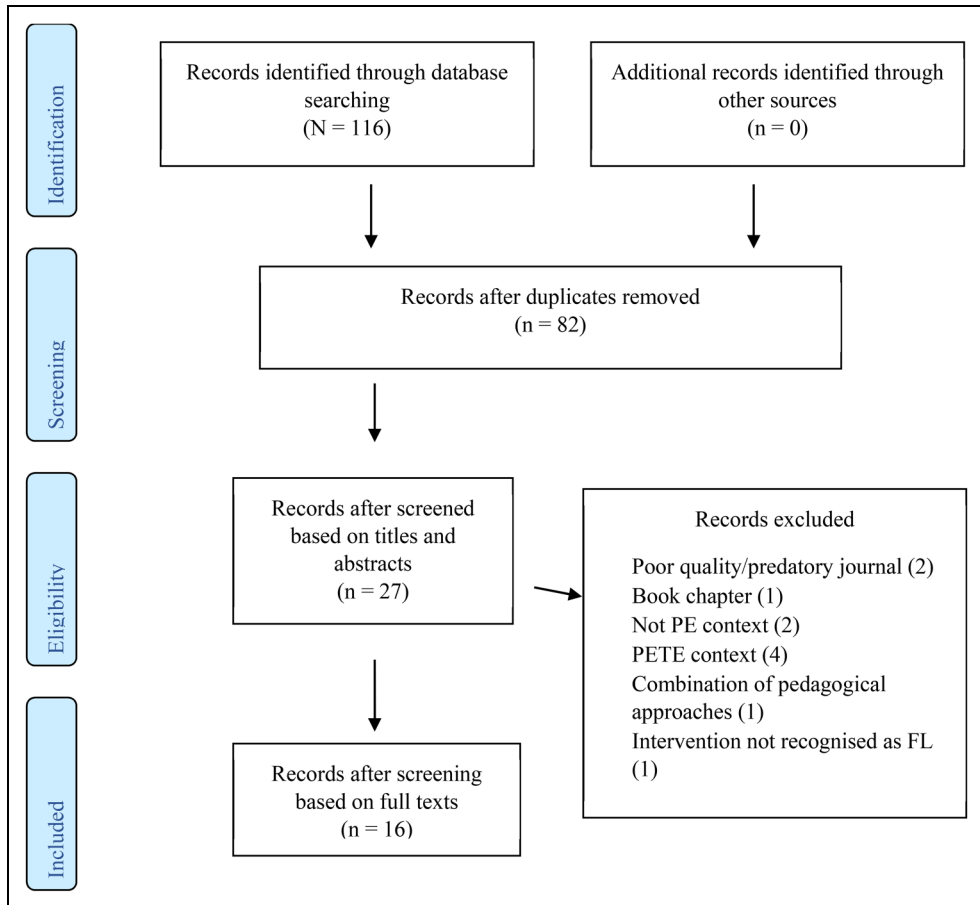 Identification
Records identified through database
searching
(N = 116)
Additional records identified through
other sources
(n = 0)
Screening
Records after duplicates removed
(n = 82)
Eligibility
Records after screened
based on titles and
abstracts
(n = 27)
Records excluded
Poor quality/predatory journal (2)
Book chapter (1)
Not PE context (2)
PETE context (4)
Combination of pedagogical
approaches (1)
Intervention not recognised as FL
(1)
Included
Records after screening
based on full texts
(n = 16)